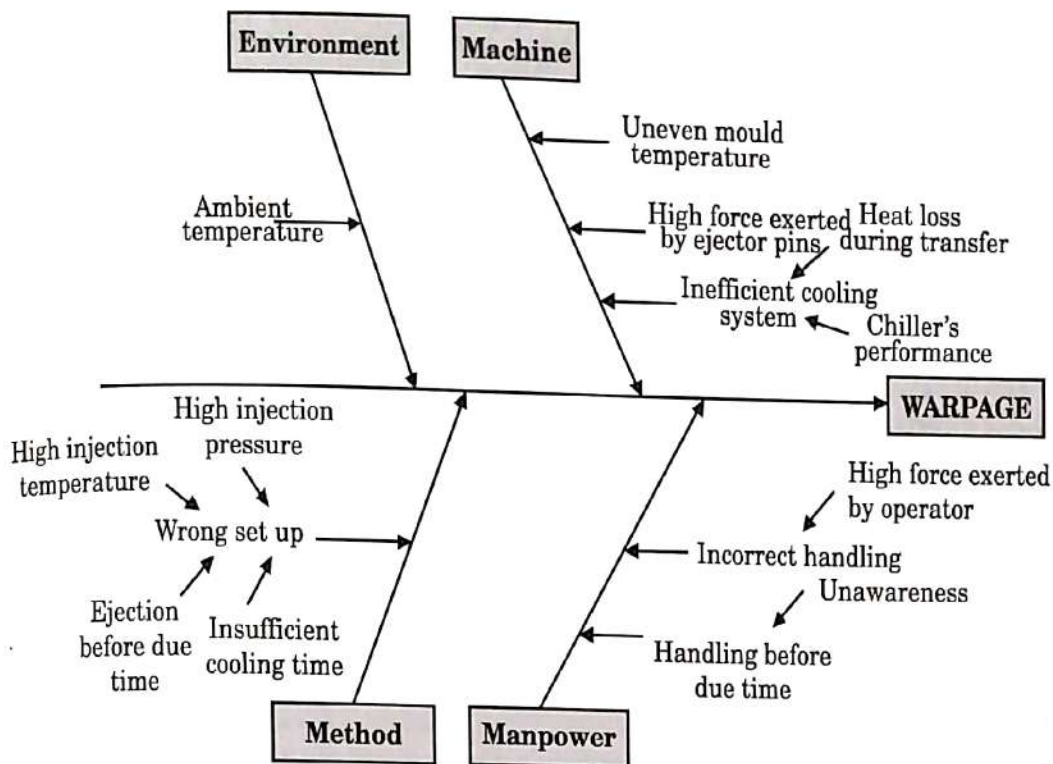 Environment
Machine
Uneven mould
temperature
Ambient
temperature
High force exerted
by ejector pins
Heat loss
during transfer
Inefficient cooling
system
Chiller's
performance
WARPAGE
High injection
pressure
High injection
temperature
Wrong set up
Ejection
before due
time
Insufficient
cooling time
High force exerted
by operator
Incorrect handling
Unawareness
Handling before
due time
Method
Manpower